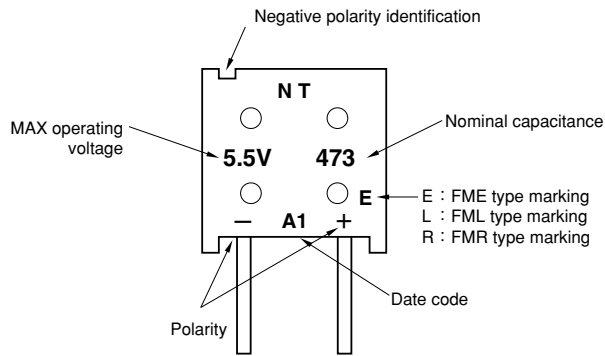 Negative polarity identification
N T
MAX operating
voltage
Nominal capacitance
5.5V
473
E
E : FME type marking
L : FML type marking
R : FMR type marking
−
A1
+
Date code
Polarity